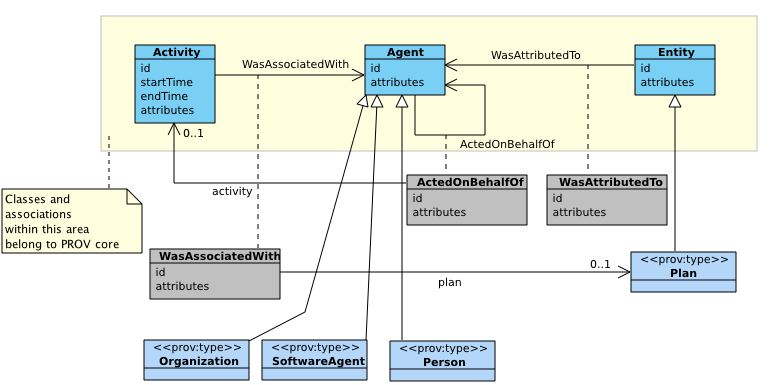 Activity
id
startTime
endTime
attributes
WasAssociatedWith
Agent
id
attributes
WasAttributedTo
Entity
id
attributes
0..1
ActedOnBehalfOf
activity
ActedOnBehalfOf
id
attributes
WasAttributedTo
id
attributes
Classes and
associations
within this area
belong to PROV core
WasAssociatedWith
id
attributes
plan
0..1
<<prov:type>>
Plan
<<prov:type>>
Organization
<<prov:type>>
SoftwareAgent
<<prov:type>>
Person